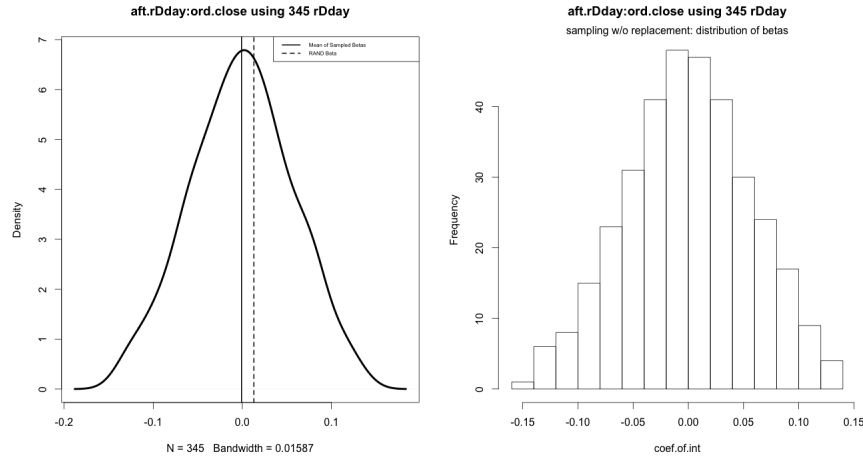 aft.rDday:ord.close using 345 rDday
Mean of Sampled Betas
RAND Beta
Density
0 1 2 3 4 5 6 7
-0.2 -0.1 0.0 0.1
N = 345 Bandwidth = 0.01587
aft.rDday:ord.close using 345 rDday
sampling w/o replacement: distribution of betas
Frequency
0 10 20 30 40
-0.15 -0.10 -0.05 0.00 0.05 0.10 0.15
coef.of.int